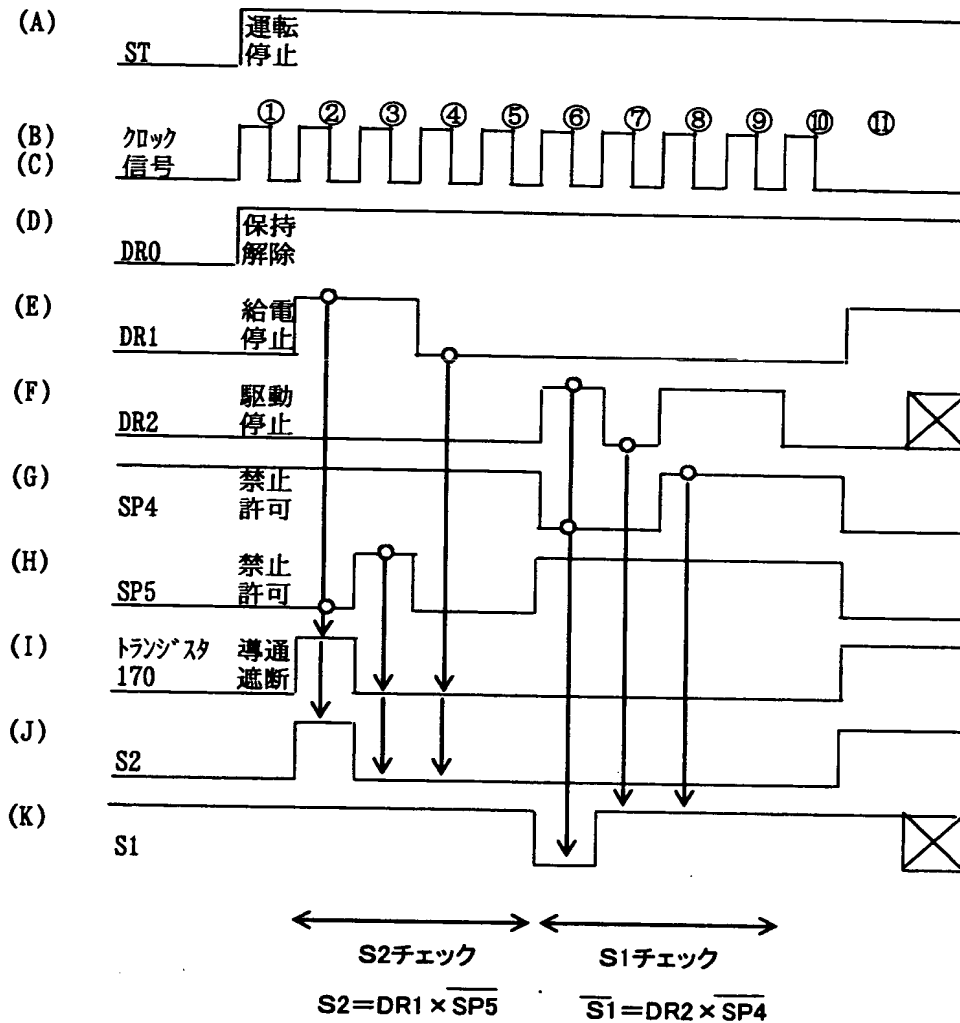 (A)
ST
運転
停止
① ② ③ ④ ⑤ ⑥ ⑦ ⑧ ⑨ ⑩ ⑪
(B)
(C)
クロック
信号
(D)
DR0
保持
解除
(E)
DR1
給電
停止
(F)
DR2
駆動
停止
(G)
SP4
禁止
許可
(H)
SP5
禁止
許可
(I)
トランジスタ
170
導通
遮断
(J)
S2
(K)
S1
S2チェック S1チェック
S2=DR1×S̅P̅5̅ S̅1̅=DR2×S̅P̅4̅